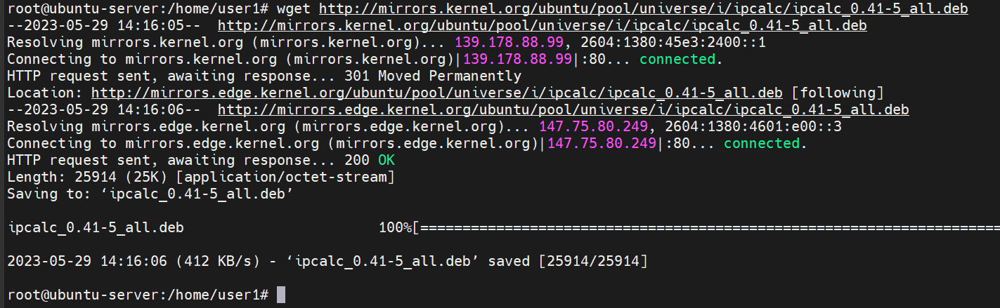 root@ubuntu-server:/home/user1# wget http://mirrors.kernel.org/ubuntu/pool/universe/i/ipcalc/ipcalc_0.41-5_all.deb
--2023-05-29 14:16:05--  http://mirrors.kernel.org/ubuntu/pool/universe/i/ipcalc/ipcalc_0.41-5_all.deb
Resolving mirrors.kernel.org (mirrors.kernel.org)... 139.178.88.99, 2604:1380:45e3:2400::1
Connecting to mirrors.kernel.org (mirrors.kernel.org)|139.178.88.99|:80... connected.
HTTP request sent, awaiting response... 301 Moved Permanently
Location: http://mirrors.edge.kernel.org/ubuntu/pool/universe/i/ipcalc/ipcalc_0.41-5_all.deb [following]
--2023-05-29 14:16:06--  http://mirrors.edge.kernel.org/ubuntu/pool/universe/i/ipcalc/ipcalc_0.41-5_all.deb
Resolving mirrors.edge.kernel.org (mirrors.edge.kernel.org)... 147.75.80.249, 2604:1380:4601:e00::3
Connecting to mirrors.edge.kernel.org (mirrors.edge.kernel.org)|147.75.80.249|:80... connected.
HTTP request sent, awaiting response... 200 OK
Length: 25914 (25K) [application/octet-stream]
Saving to: ‘ipcalc_0.41-5_all.deb’
ipcalc_0.41-5_all.deb                       100%[=====================================================================
2023-05-29 14:16:06 (412 KB/s) - ‘ipcalc_0.41-5_all.deb’ saved [25914/25914]
root@ubuntu-server:/home/user1#